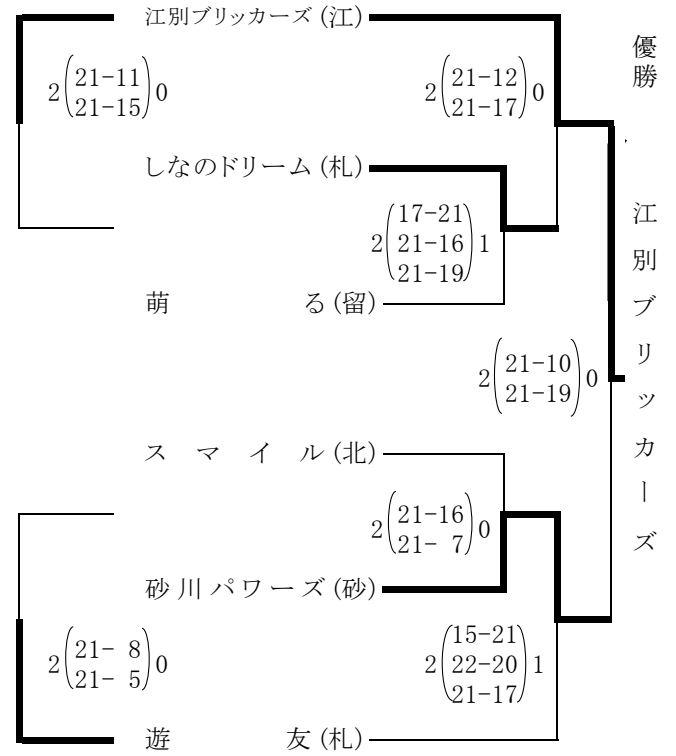 江別ブリッカーズ(江)
2(21-11 21-15)0
2(21-12 21-17)0
しなのドリーム(札)
2(17-21 21-16 21-19)1
萌る(留)
2(21-10 21-19)0
スマイル(北)
2(21-16 21- 7)0
砂川パワーズ(砂)
2(21- 8 21- 5)0
2(15-21 22-20 21-17)1
遊友(札)
優勝 江別ブリッカーズ